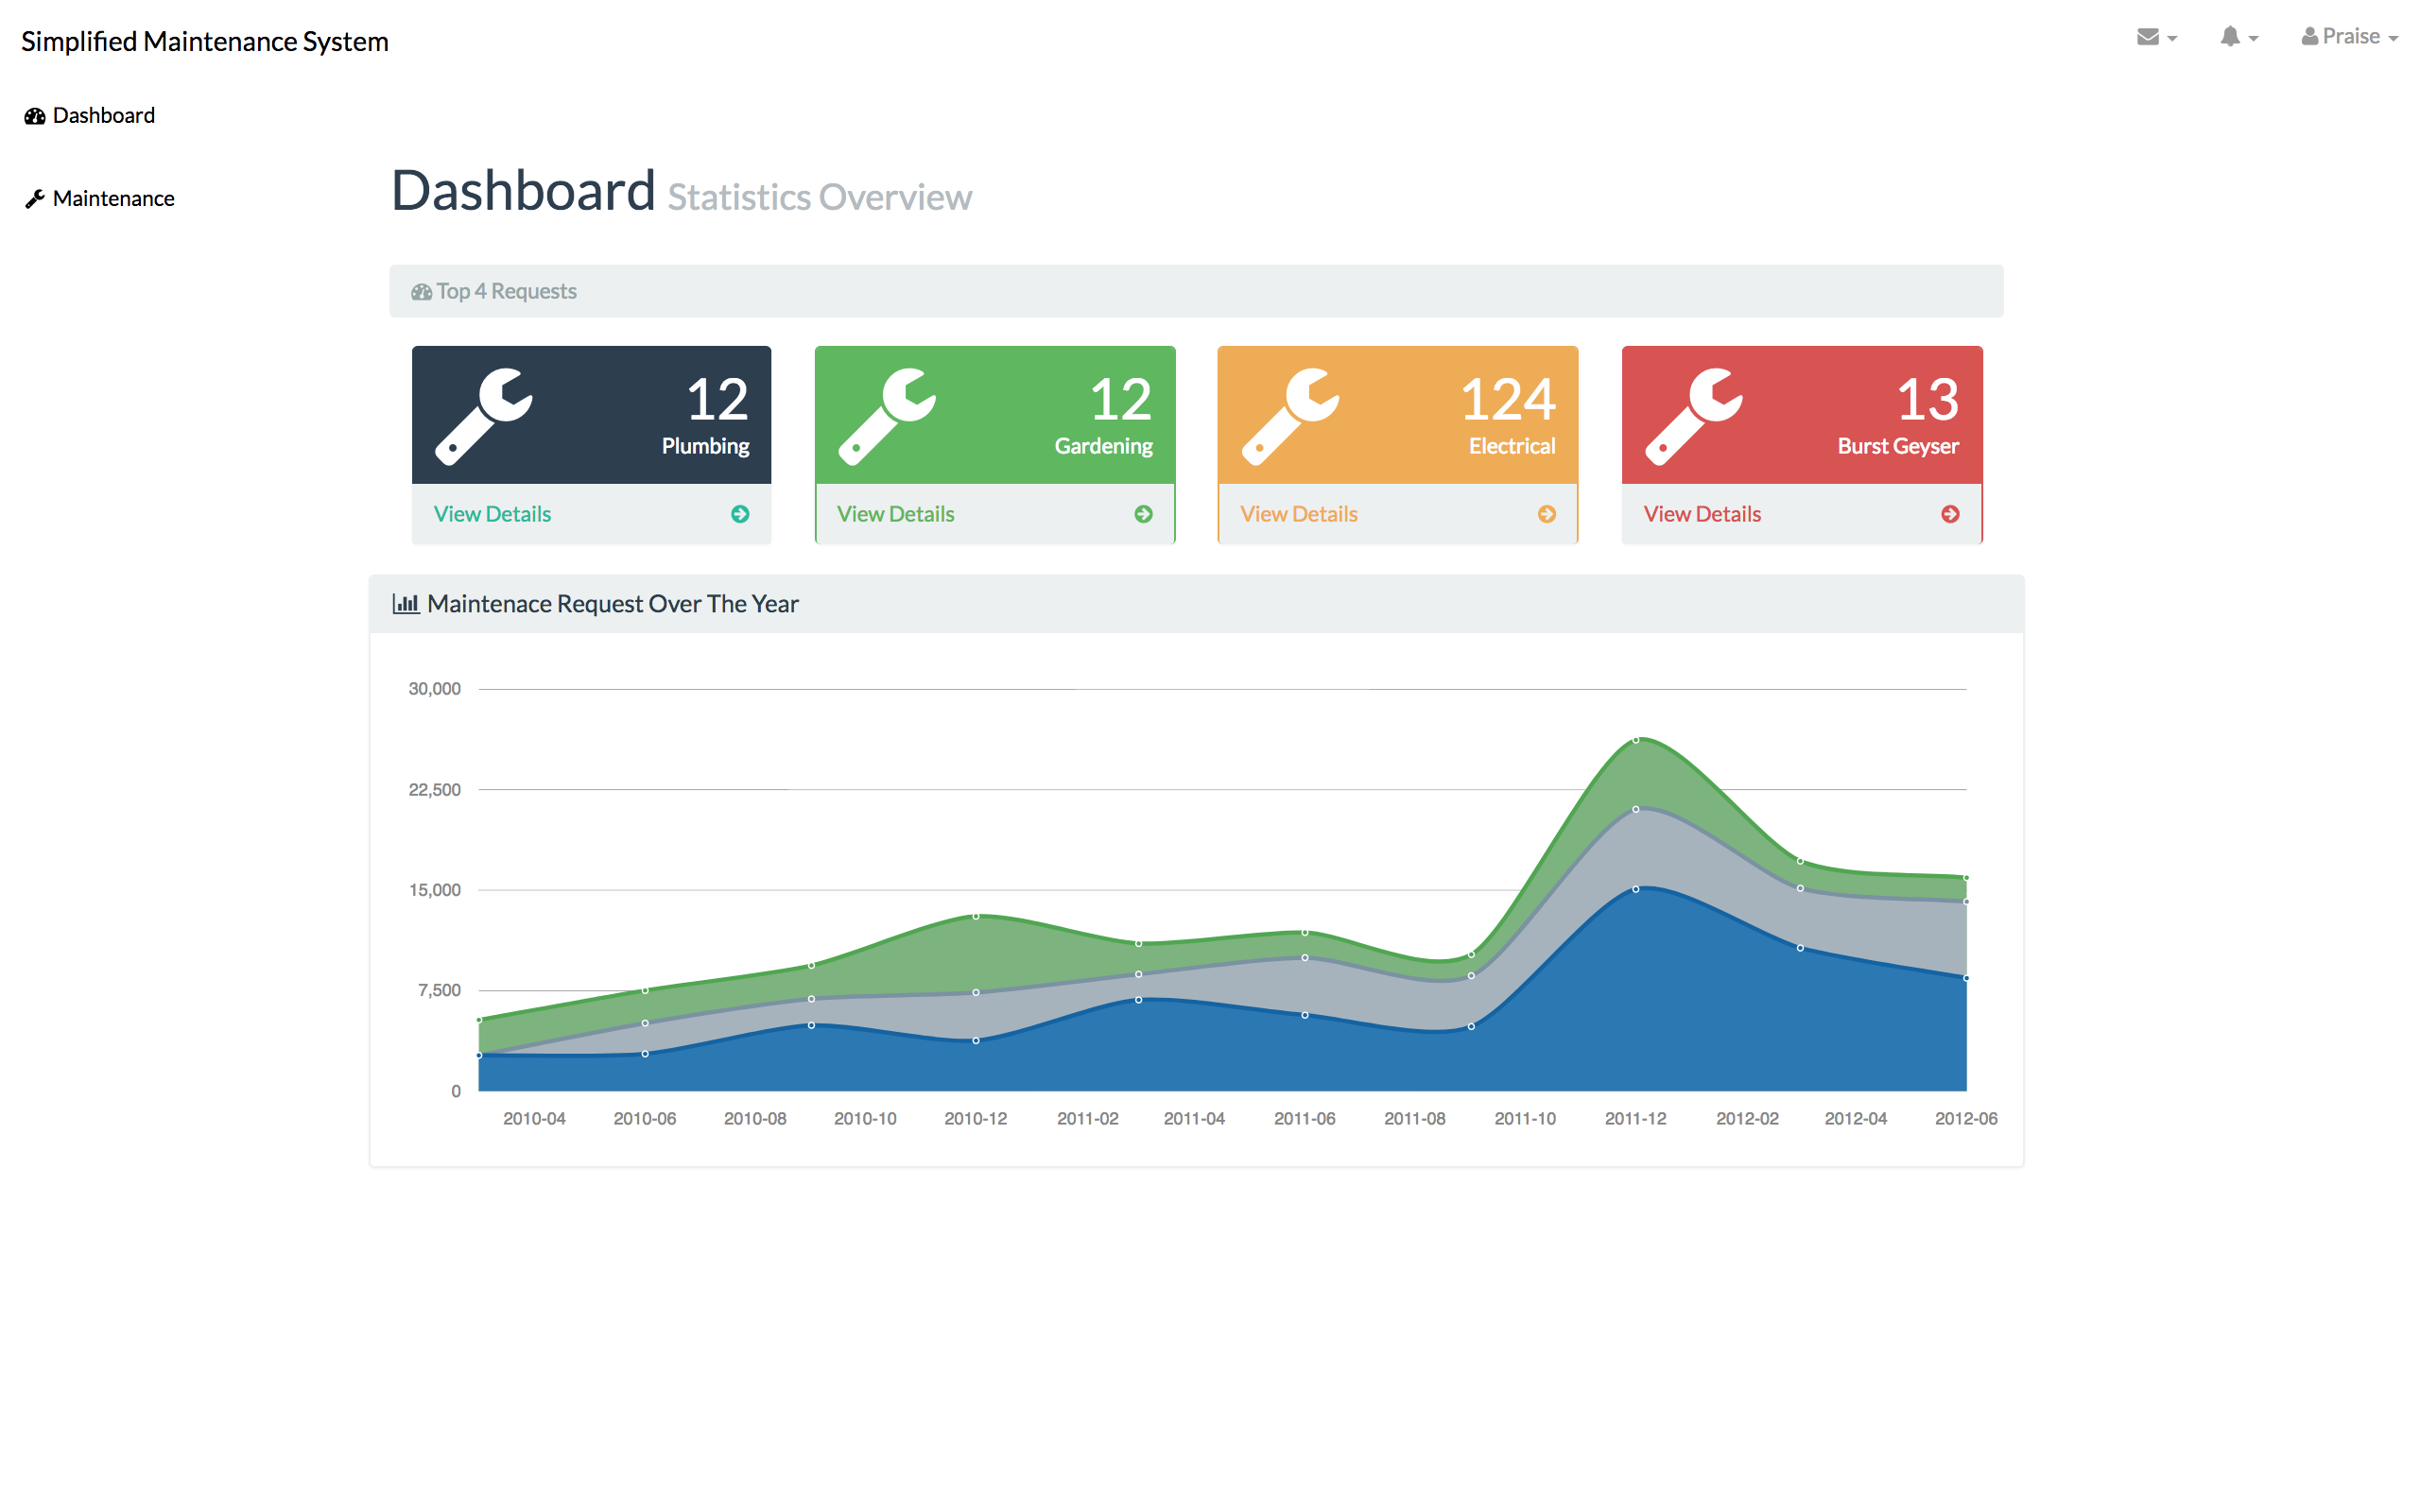 Simplified Maintenance System
Praise
Dashboard
Maintenance
Dashboard Statistics Overview
Top 4 Requests
12
Plumbing
View Details
12
Gardening
View Details
124
Electrical
View Details
13
Burst Geyser
View Details
Maintenace Request Over The Year
30,000
22,500
15,000
7,500
0
2010-04 2010-06 2010-08 2010-10 2010-12 2011-02 2011-04 2011-06 2011-08 2011-10 2011-12 2012-02 2012-04 2012-06